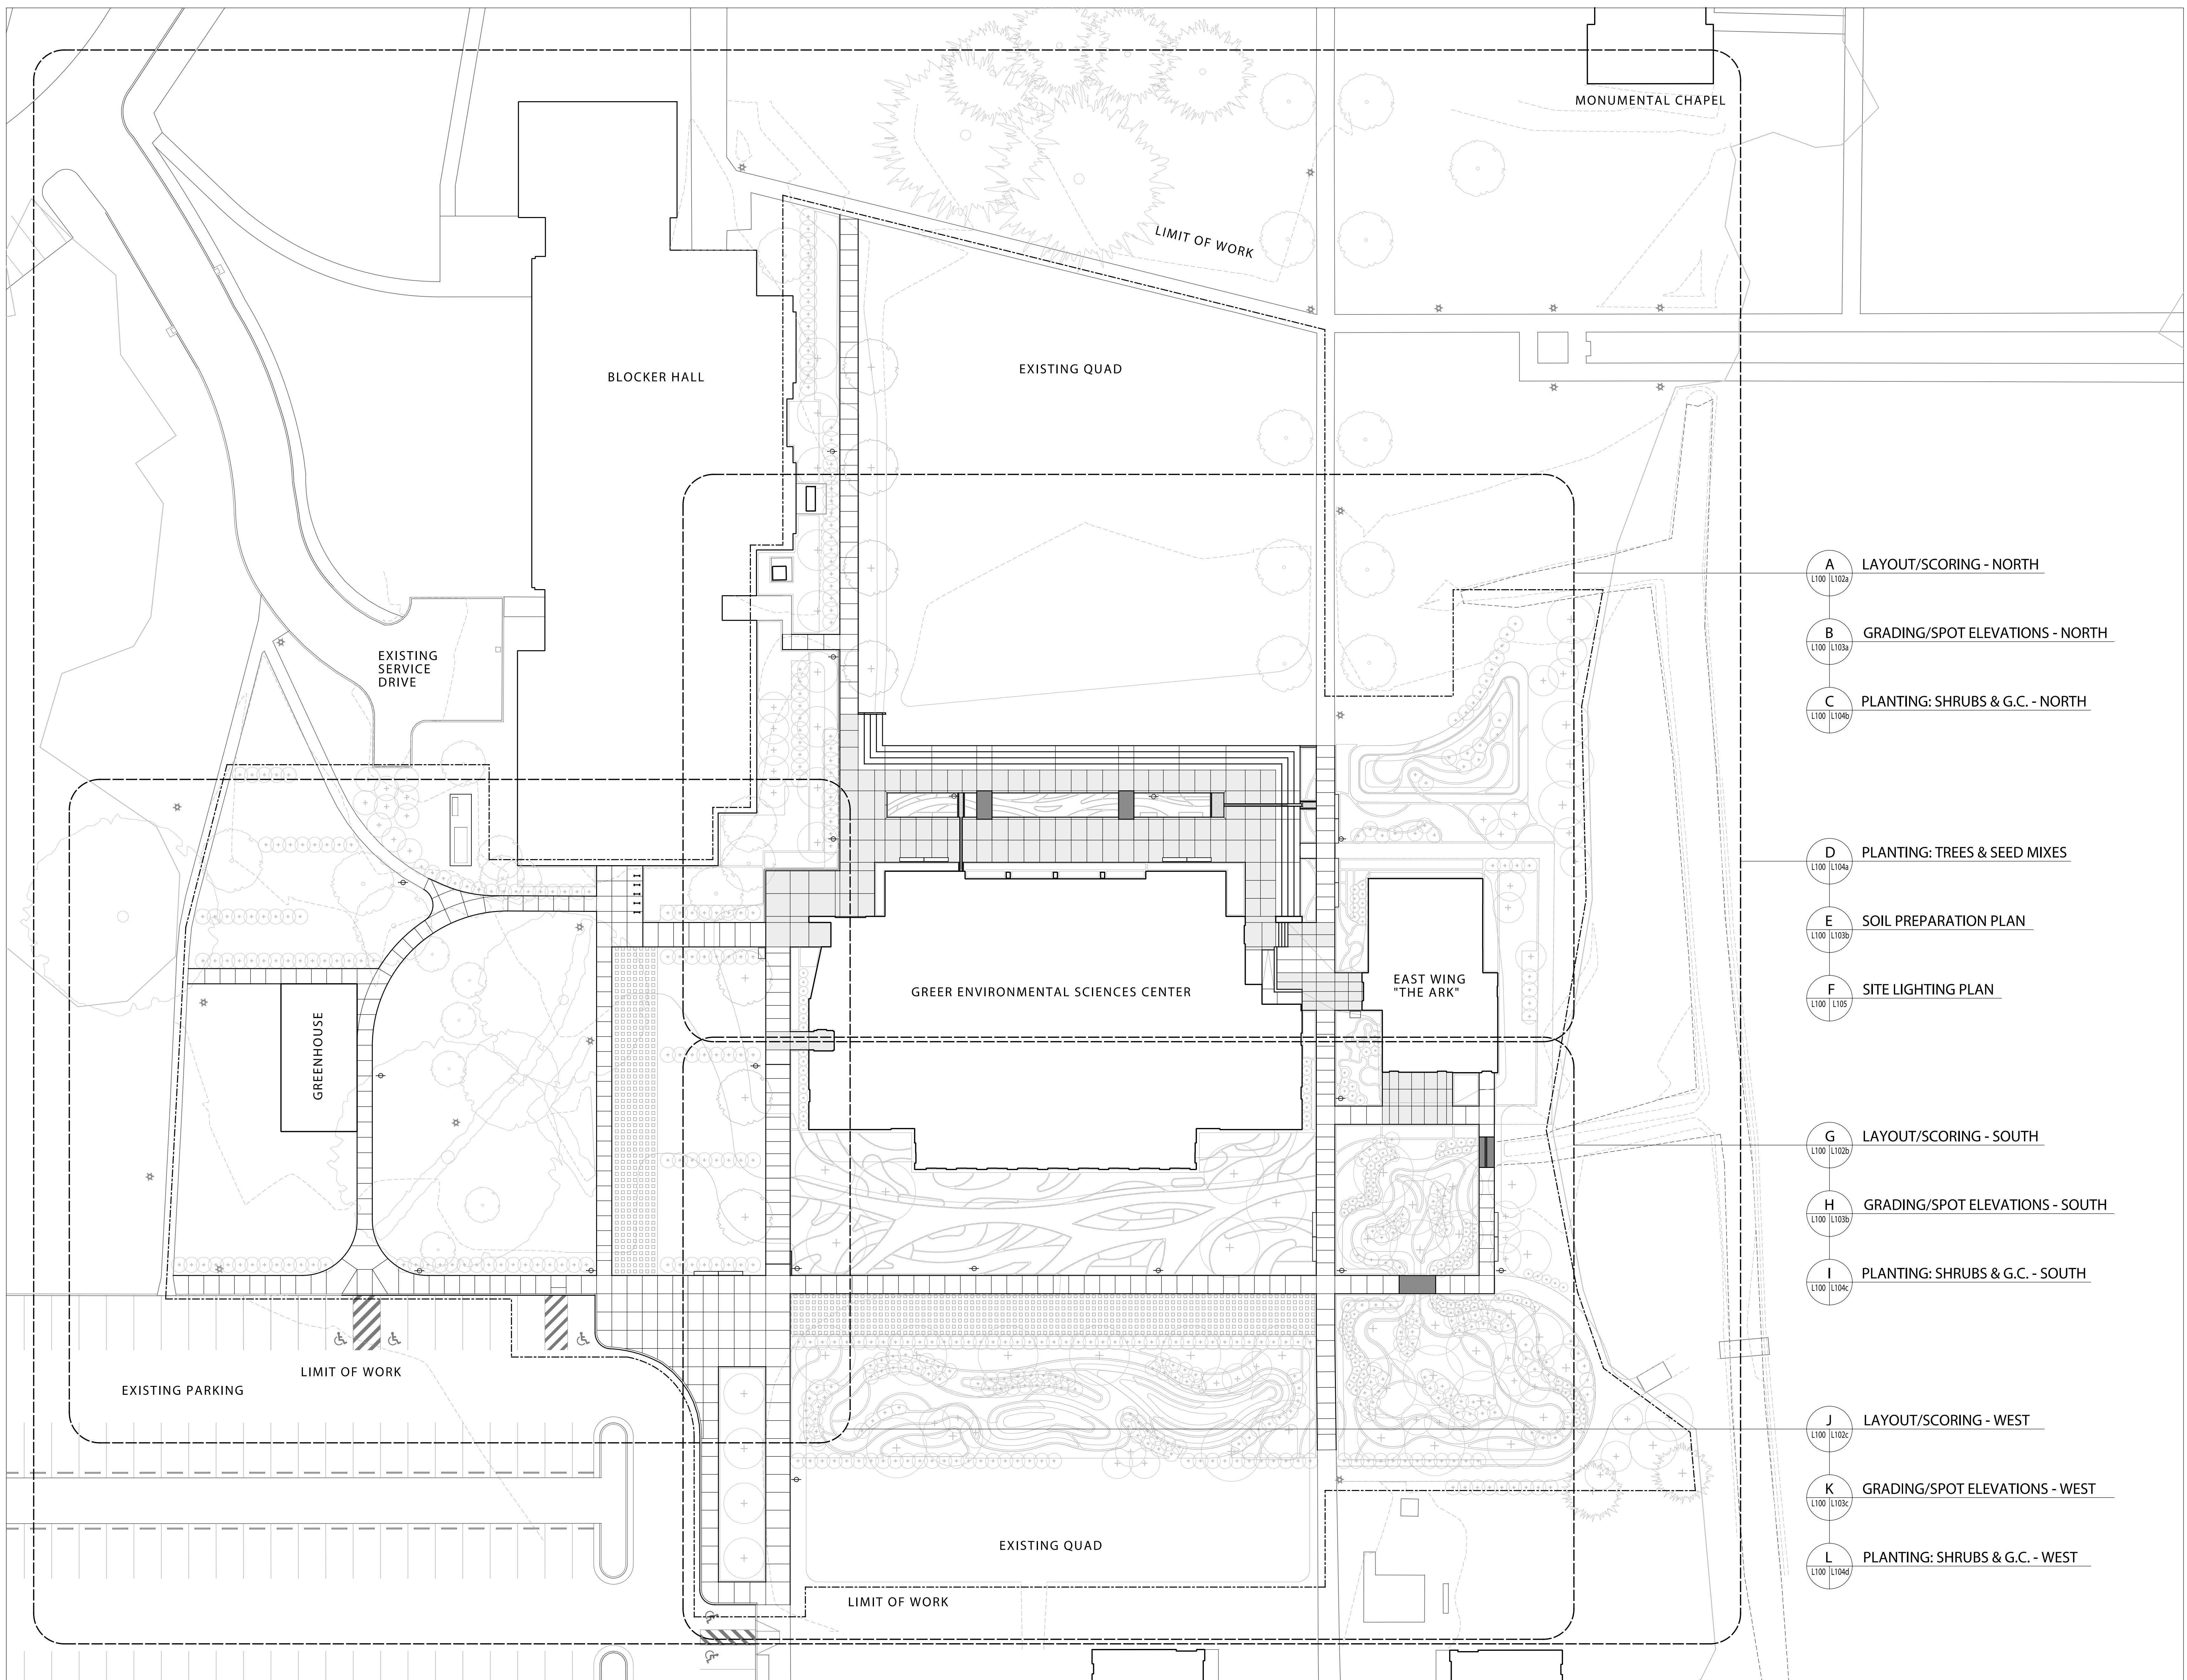 MONUMENTAL CHAPEL
LIMIT OF WORK
BLOCKER HALL
EXISTING QUAD
EXISTING
SERVICE
DRIVE
GREER ENVIRONMENTAL SCIENCES CENTER
EAST WING
"THE ARK"
GREENHOUSE
LIMIT OF WORK
EXISTING PARKING
EXISTING QUAD
LIMIT OF WORK
A LAYOUT/SCORING - NORTH
L100 L102a
B GRADING/SPOT ELEVATIONS - NORTH
L100 L103a
C PLANTING: SHRUBS & G.C. - NORTH
L100 L104b
D PLANTING: TREES & SEED MIXES
L100 L104a
E SOIL PREPARATION PLAN
L100 L103b
F SITE LIGHTING PLAN
L100 L105
G LAYOUT/SCORING - SOUTH
L100 L102b
H GRADING/SPOT ELEVATIONS - SOUTH
L100 L103b
I PLANTING: SHRUBS & G.C. - SOUTH
L100 L104c
J LAYOUT/SCORING - WEST
L100 L102c
K GRADING/SPOT ELEVATIONS - WEST
L100 L103c
L PLANTING: SHRUBS & G.C. - WEST
L100 L104d